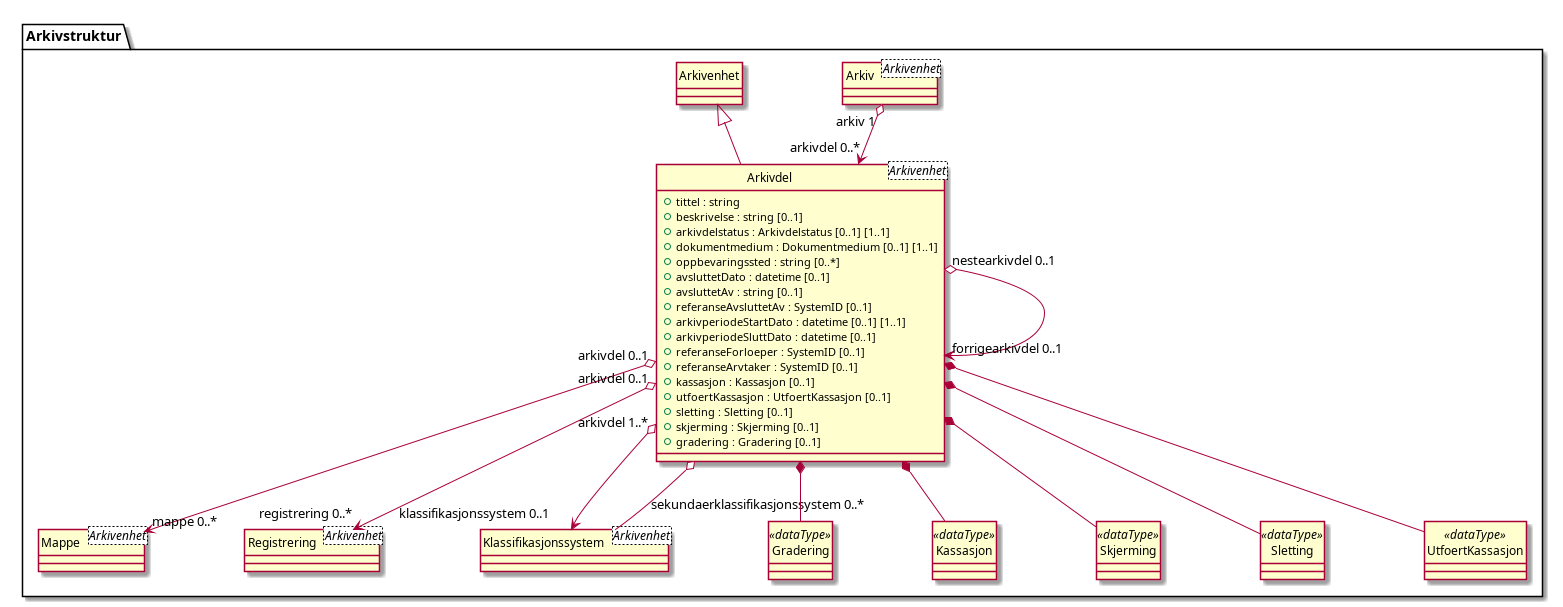 Arkivstruktur
Arkivenhet
Arkiv
Arkivenhet
arkiv 1
arkivdel 0..*
Arkivdel
Arkivenhet
tittel : string
beskrivelse : string [0..1]
arkivdelstatus : Arkivdelstatus [0..1] [1..1]
dokumentmedium : Dokumentmedium [0..1] [1..1]
oppbevaringssted : string [0..*]
avsluttetDato : datetime [0..1]
avsluttetAv : string [0..1]
referanseAvsluttetAv : SystemID [0..1]
arkivperiodeStartDato : datetime [0..1] [1..1]
arkivperiodeSluttDato : datetime [0..1]
referanseForloeper : SystemID [0..1]
referanseArvtaker : SystemID [0..1]
kassasjon : Kassasjon [0..1]
utfoertKassasjon : UtfoertKassasjon [0..1]
sletting : Sletting [0..1]
skjerming : Skjerming [0..1]
gradering : Gradering [0..1]
nestearkivdel 0..1
forrigearkivdel 0..1
arkivdel 0..1
arkivdel 0..1
arkivdel 1..*
mappe 0..*
registrering 0..*
klassifikasjonssystem 0..1
sekundaerklassifikasjonssystem 0..*
Mappe
Arkivenhet
Registrering
Arkivenhet
Klassifikasjonssystem
Arkivenhet
«dataType»
Gradering
«dataType»
Kassasjon
«dataType»
Skjerming
«dataType»
Sletting
«dataType»
UtfoertKassasjon